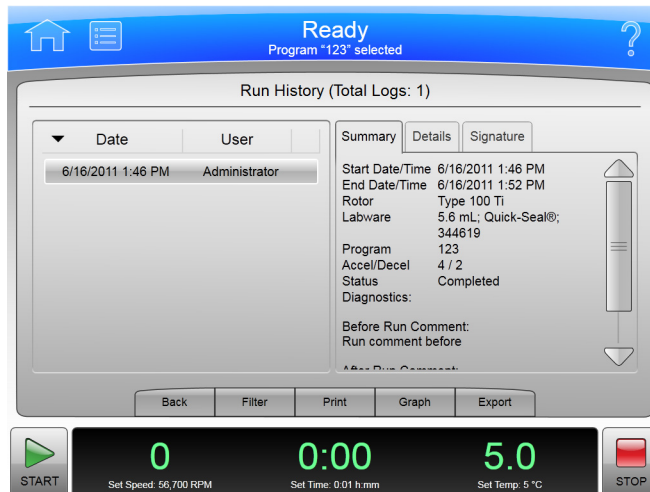 Ready
Program "123" selected
?
Run History (Total Logs: 1)
Date User
6/16/2011 1:46 PM Administrator
Summary Details Signature
Start Date/Time 6/16/2011 1:46 PM
End Date/Time 6/16/2011 1:52 PM
Rotor Type 100 Ti
Labware 5.6 mL; Quick-Seal®;
344619
Program 123
Accel/Decel 4 / 2
Status Completed
Diagnostics:
Before Run Comment:
Run comment before
After Run Comment:
Back Filter Print Graph Export
START
0
Set Speed: 56,700 RPM
0:00
Set Time: 0:01 h:mm
5.0
Set Temp: 5 °C
STOP